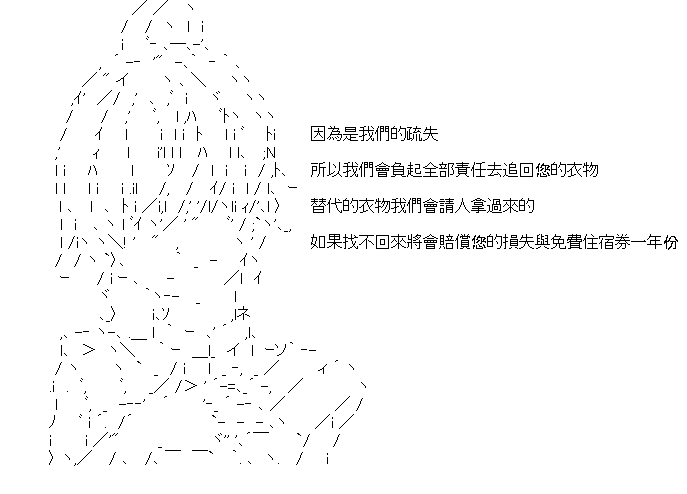 因為是我們的疏失
所以我們會負起全部責任去追回您的衣物
替代的衣物我們會請人拿過來的
如果找不回來將會賠償您的損失與免費住宿券一年份